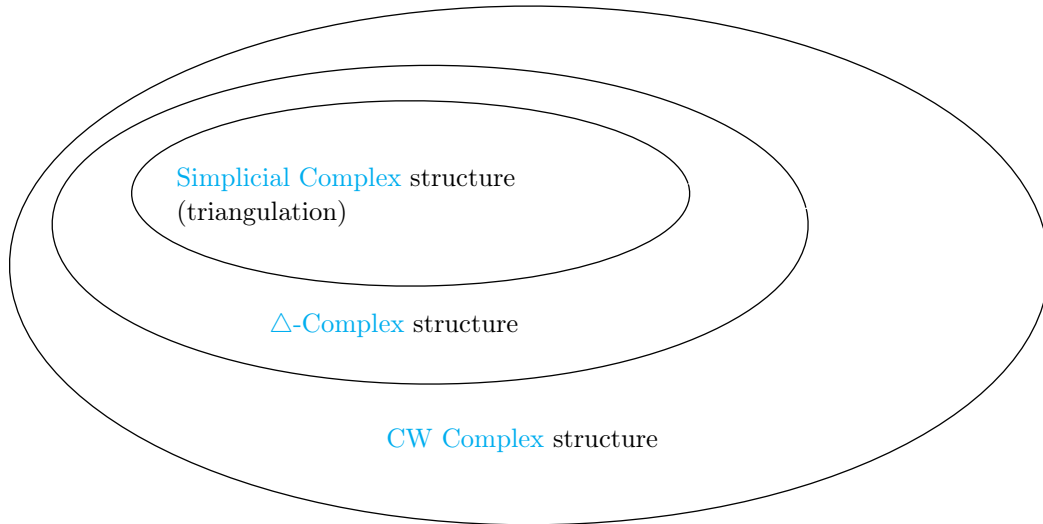 Simplicial Complex structure
(triangulation)
△-Complex structure
CW Complex structure